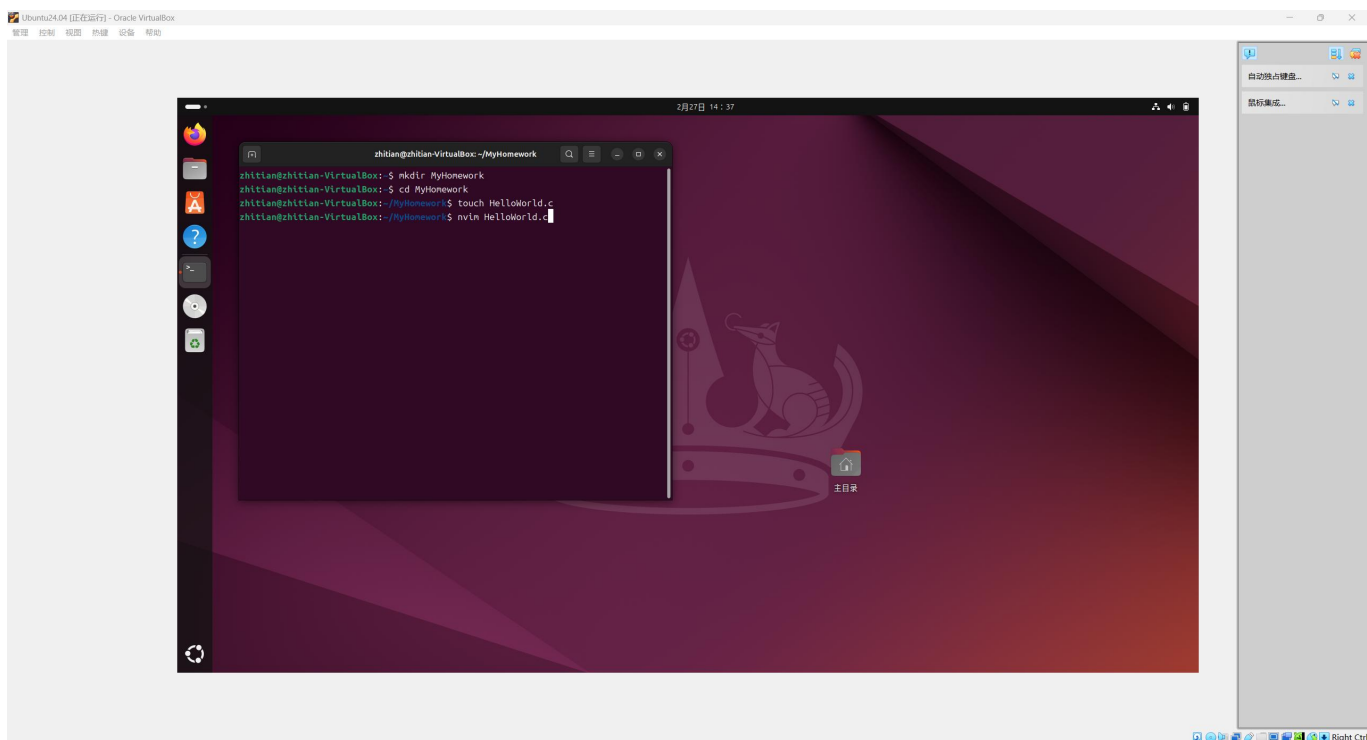 Ubuntu24.04 [正在运行] - Oracle VirtualBox
管理 控制 视图 热键 设备 帮助
自动独占键盘...
鼠标集成...
2月27日 14：37
zhitian@zhitian-VirtualBox: ~/MyHomework
zhitian@zhitian-VirtualBox:~$ mkdir MyHomework
zhitian@zhitian-VirtualBox:~$ cd MyHomework
zhitian@zhitian-VirtualBox:~/MyHomework$ touch HelloWorld.c
zhitian@zhitian-VirtualBox:~/MyHomework$ nvim HelloWorld.c
主目录
Right Ctrl